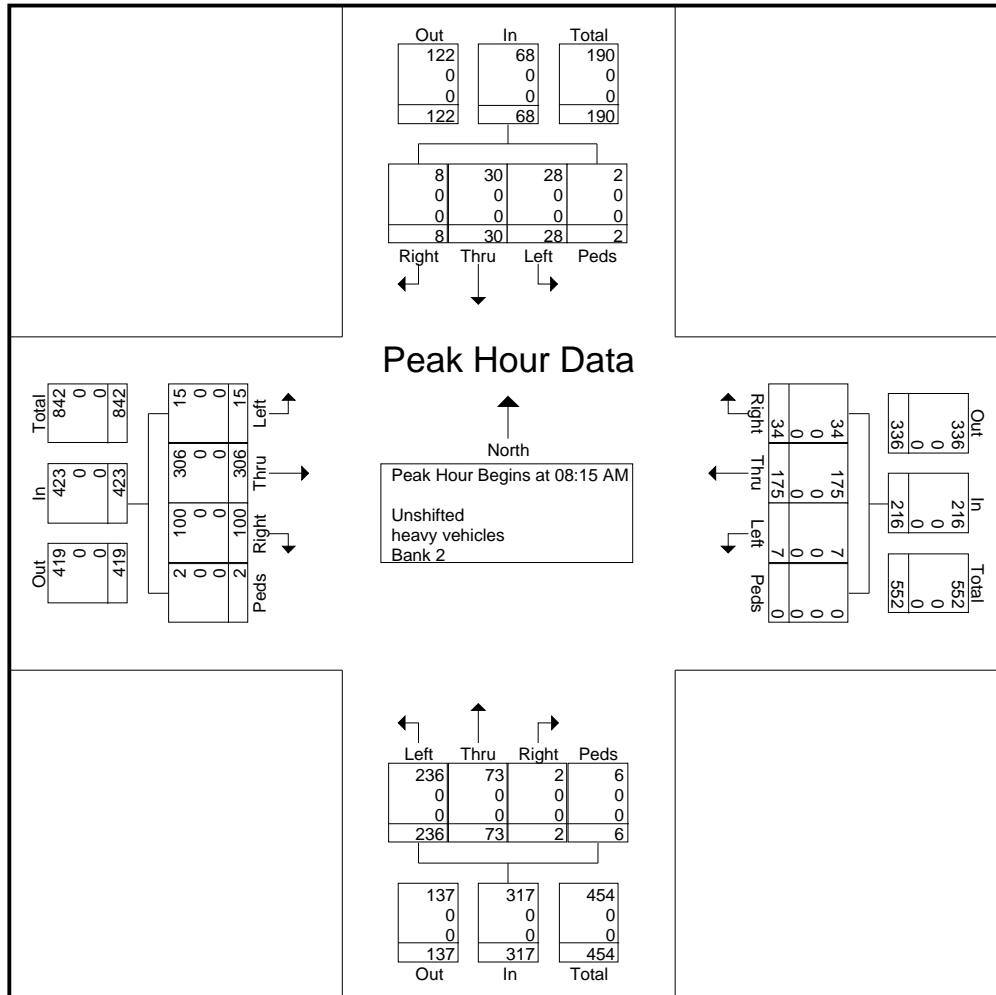 Out In Total
122 68 190
0 0 0
0 0 0
122 68 190
8 30 28 2
0 0 0 0
0 0 0 0
8 30 28 2
Right Thru Left Peds
Peak Hour Data
North
Peak Hour Begins at 08:15 AM
Unshifted
heavy vehicles
Bank 2
Total
842
0
0
842
In
423
0
0
423
Out
419
0
0
419
Left
15
0
0
15
Thru
306
0
0
306
Right
100
0
0
100
Peds
2
0
0
2
Right
34
0
0
34
Thru
175
0
0
175
Left
7
0
0
7
Peds
0
0
0
0
Out
336
0
0
336
In
216
0
0
216
Total
552
0
0
552
Left Thru Right Peds
236 73 2 6
0 0 0 0
0 0 0 0
236 73 2 6
137 317 454
0 0 0
0 0 0
137 317 454
Out In Total